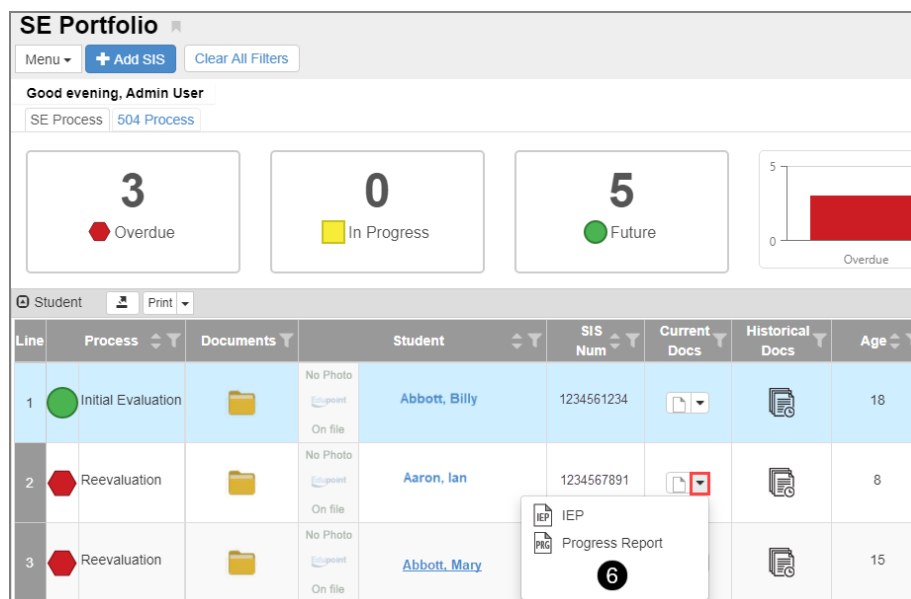 SE Portfolio
Menu
+ Add SIS
Clear All Filters
Good evening, Admin User
SE Process
504 Process
3
Overdue
0
In Progress
5
Future
5
0
Overdue
Student
Print
Line
Process
Documents
Student
SIS Num
Current Docs
Historical Docs
Age
1
Initial Evaluation
No Photo
Edupoint
On file
Abbott, Billy
1234561234
18
2
Reevaluation
No Photo
Edupoint
On file
Aaron, Ian
1234567891
8
IEP
IEP
PRG
Progress Report
6
3
Reevaluation
No Photo
Edupoint
On file
Abbott, Mary
15